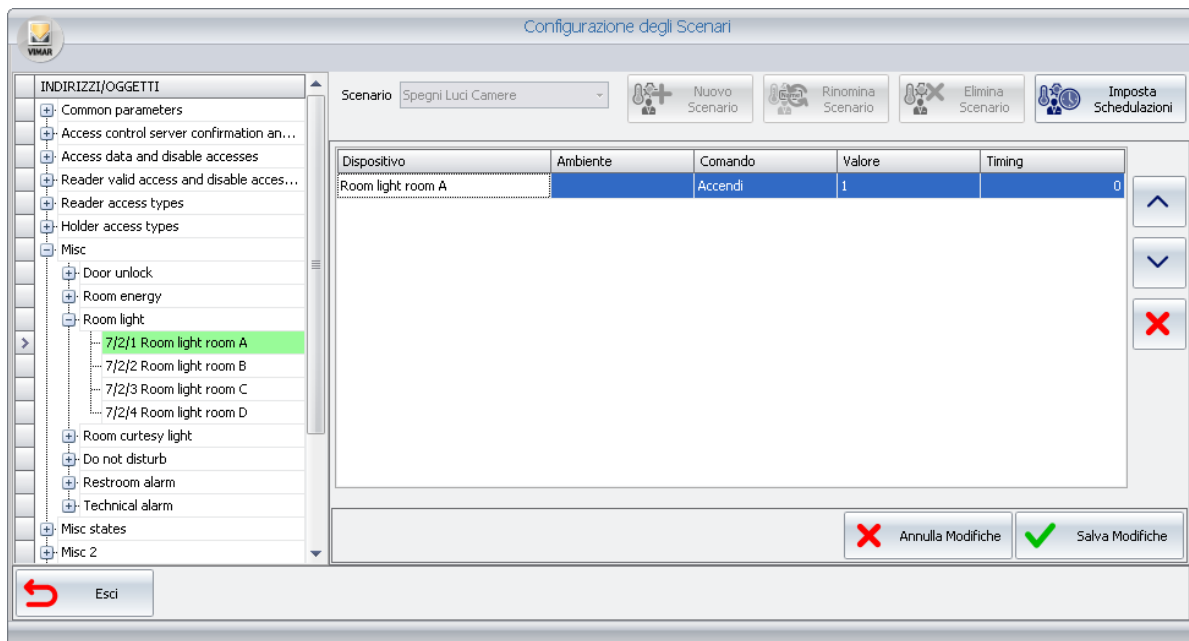 Configurazione degli Scenari
VIMAR
INDIRIZZI/OGGETTI
Common parameters
Access control server confirmation an...
Access data and disable accesses
Reader valid access and disable acces...
Reader access types
Holder access types
Misc
Door unlock
Room energy
Room light
7/2/1 Room light room A
7/2/2 Room light room B
7/2/3 Room light room C
7/2/4 Room light room D
Room curtesy light
Do not disturb
Restroom alarm
Technical alarm
Misc states
Misc 2
Scenario Spegni Luci Camere
Nuovo
Scenario
Rinomina
Scenario
Elimina
Scenario
Imposta
Schedulazioni
Dispositivo Ambiente Comando Valore Timing
Room light room A Accendi 1 0
Annulla Modifiche
Salva Modifiche
Esci